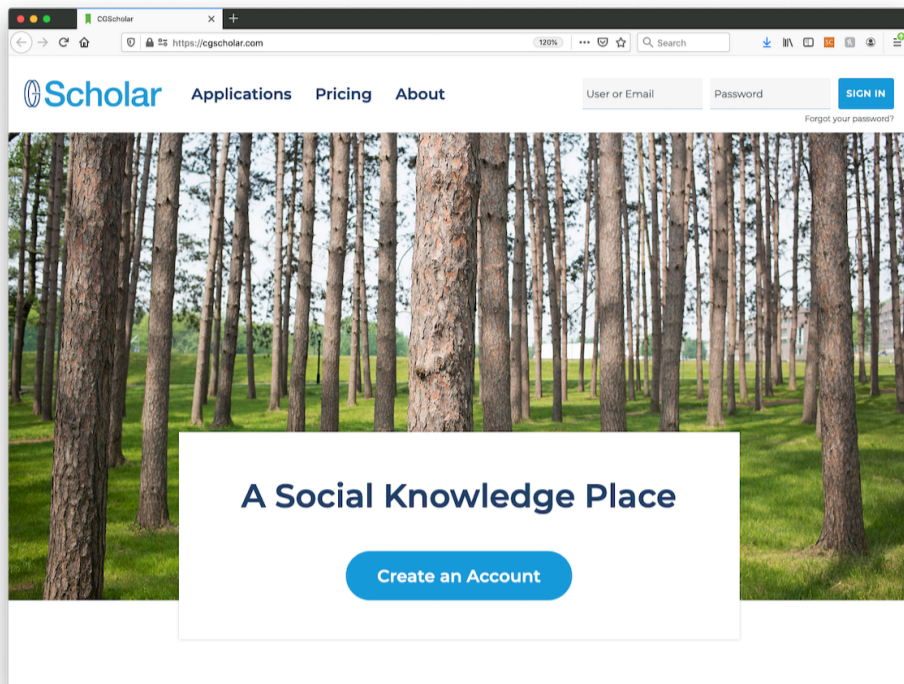 CGScholar
https://cgscholar.com
120%
Search
Scholar
Applications
Pricing
About
User or Email
Password
SIGN IN
Forgot your password?
A Social Knowledge Place
Create an Account